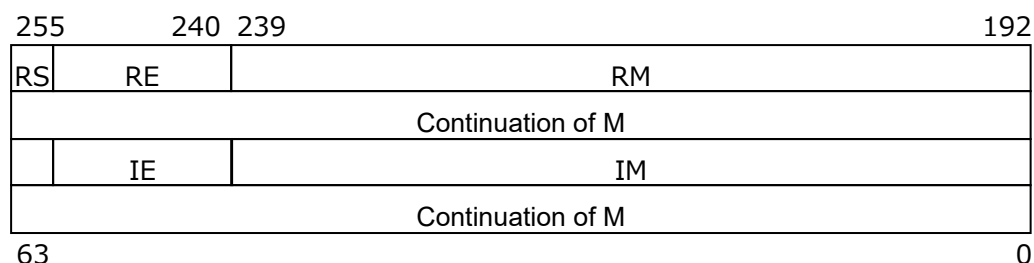 255 240 239 192
RS RE RM
Continuation of M
IE IM
Continuation of M
63 0